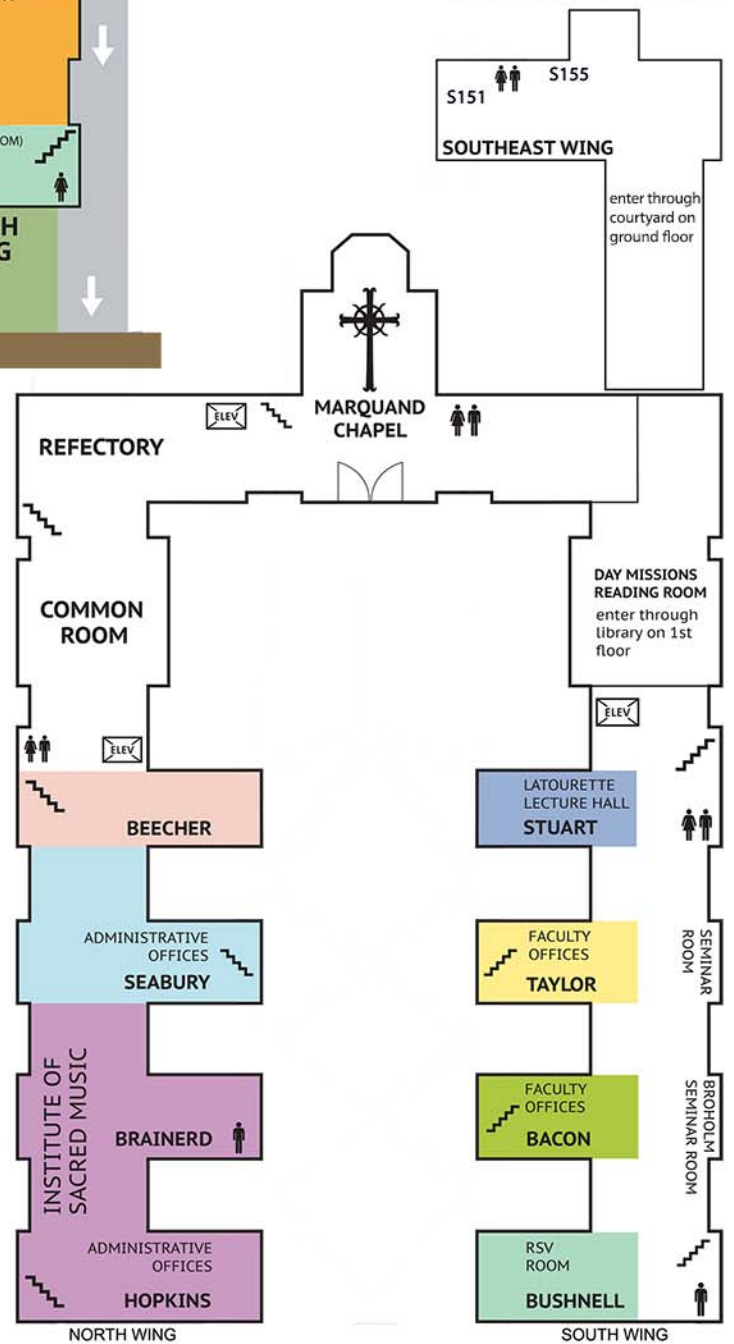 OM)
H
G
S151
S155
SOUTHEAST WING
enter through
courtyard on
ground floor
MARQUAND
CHAPEL
ELEV
REFECTORY
COMMON
ROOM
DAY MISSIONS
READING ROOM
enter through
library on 1st
floor
ELEV
ELEV
BEECHER
LATOURETTE
LECTURE HALL
STUART
ADMINISTRATIVE
OFFICES
SEABURY
FACULTY
OFFICES
TAYLOR
SEMINAR
ROOM
INSTITUTE OF
SACRED MUSIC
BRAINERD
FACULTY
OFFICES
BACON
BROHOLM
SEMINAR ROOM
ADMINISTRATIVE
OFFICES
HOPKINS
RSV
ROOM
BUSHNELL
NORTH WING
SOUTH WING